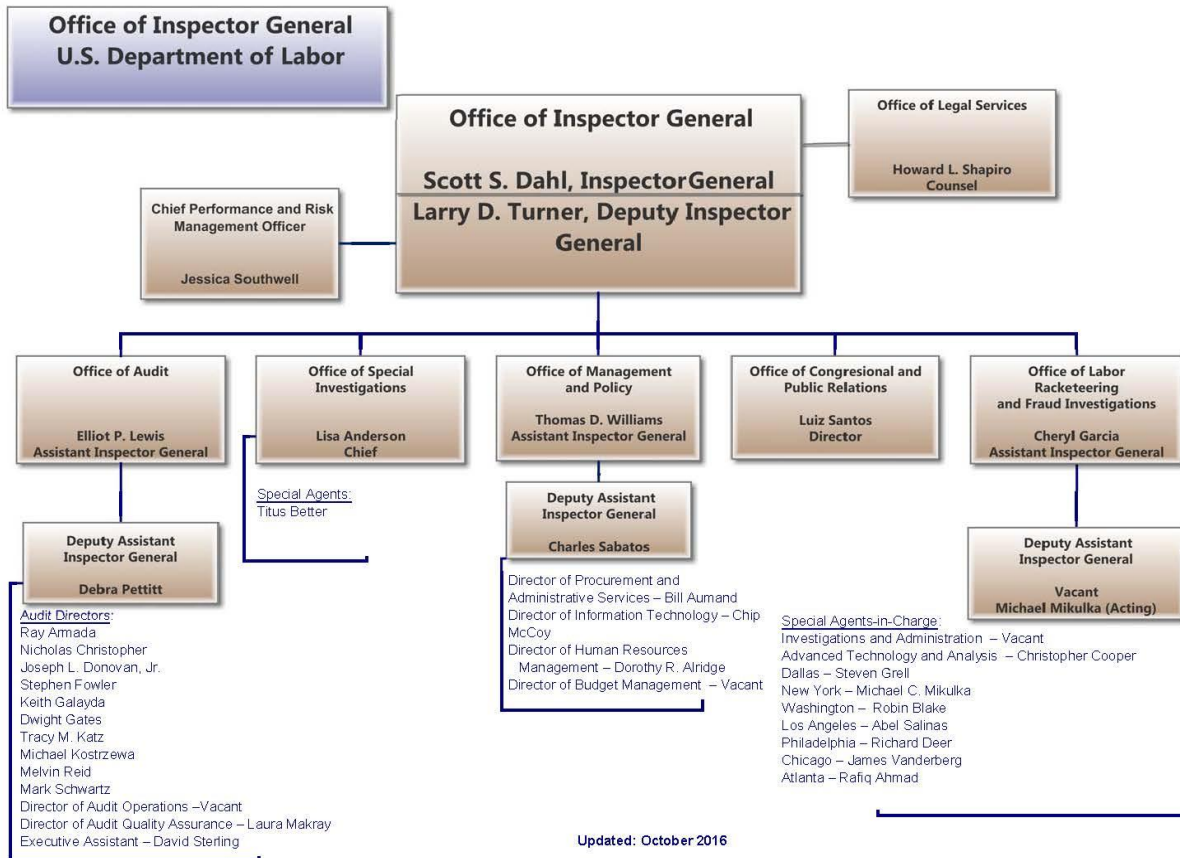 Office of Inspector General
U.S. Department of Labor
Office of Inspector General
Scott S. Dahl, InspectorGeneral
Larry D. Turner, Deputy Inspector
General
Office of Legal Services
Howard L. Shapiro
Counsel
Chief Performance and Risk
Management Officer
Jessica Southwell
Office of Audit
Elliot P. Lewis
Assistant Inspector General
Office of Special
Investigations
Lisa Anderson
Chief
Office of Management
and Policy
Thomas D. Williams
Assistant Inspector General
Office of Congresional and
Public Relations
Luiz Santos
Director
Office of Labor
Racketeering
and Fraud Investigations
Cheryl Garcia
Assistant Inspector General
Deputy Assistant
Inspector General
Debra Pettitt
Audit Directors:
Ray Armada
Nicholas Christopher
Joseph L. Donovan, Jr.
Stephen Fowler
Keith Galayda
Dwight Gates
Tracy M. Katz
Michael Kostrzewa
Melvin Reid
Mark Schwartz
Director of Audit Operations –Vacant
Director of Audit Quality Assurance – Laura Makray
Executive Assistant – David Sterling
Special Agents:
Titus Better
Deputy Assistant
Inspector General
Charles Sabatos
Director of Procurement and
Administrative Services – Bill Aumand
Director of Information Technology – Chip
McCoy
Director of Human Resources
Management – Dorothy R. Alridge
Director of Budget Management – Vacant
Deputy Assistant
Inspector General
Vacant
Michael Mikulka (Acting)
Special Agents-in-Charge:
Investigations and Administration – Vacant
Advanced Technology and Analysis – Christopher Cooper
Dallas – Steven Grell
New York – Michael C. Mikulka
Washington – Robin Blake
Los Angeles – Abel Salinas
Philadelphia – Richard Deer
Chicago – James Vanderberg
Atlanta – Rafiq Ahmad
Updated: October 2016